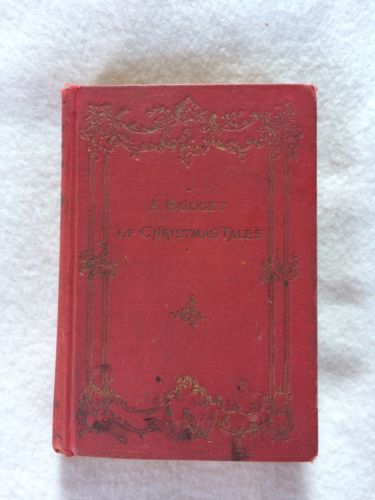 A BUDGET
OF CHRISTMAS TALES